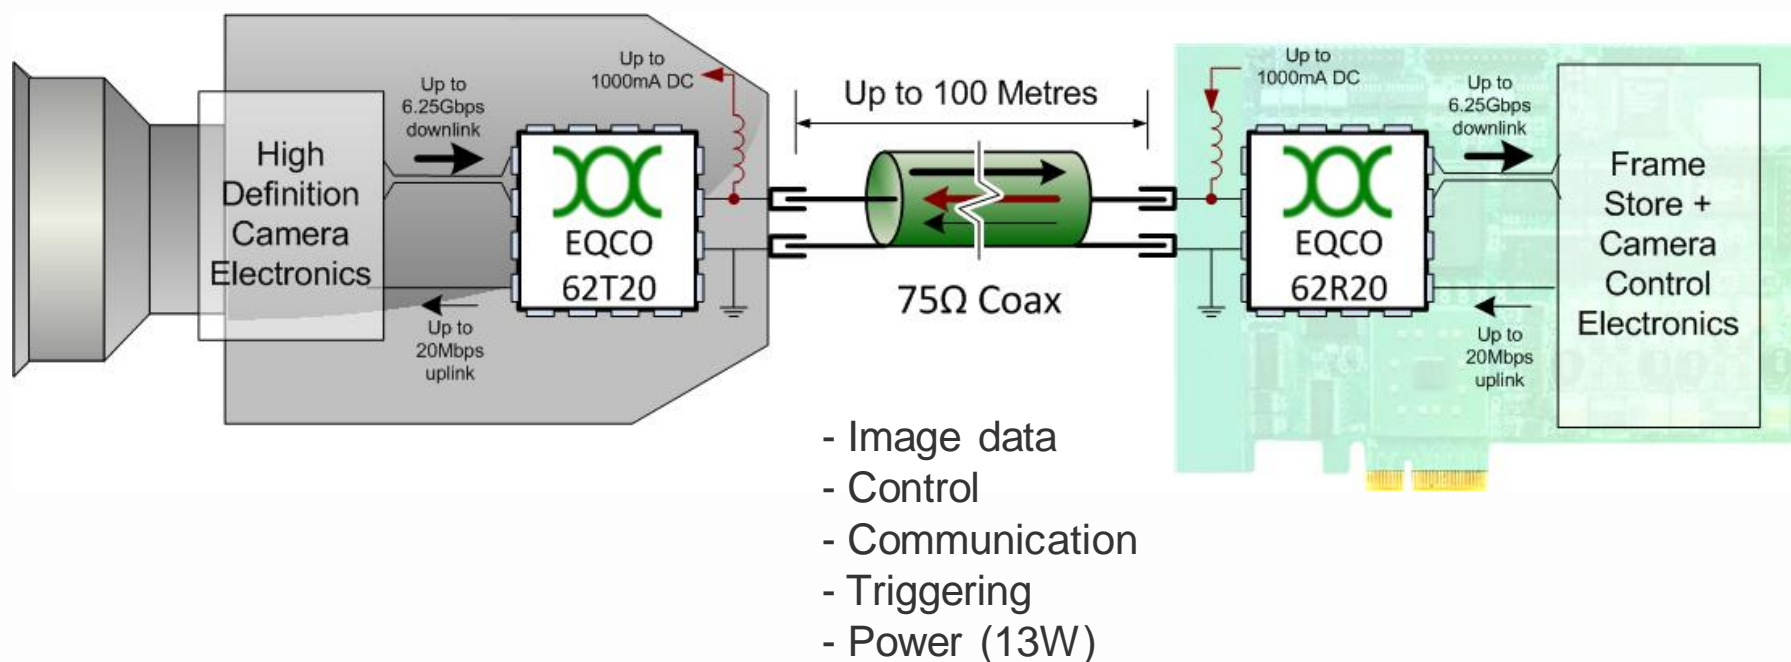 High
Definition
Camera
Electronics
Up to
6.25Gbps
downlink
Up to
20Mbps
uplink
EQCO
62T20
Up to
1000mA DC
Up to 100 Metres
75Ω Coax
Up to
1000mA DC
EQCO
62R20
Up to
6.25Gbps
downlink
Up to
20Mbps
uplink
Frame
Store +
Camera
Control
Electronics
- Image data
- Control
- Communication
- Triggering
- Power (13W)